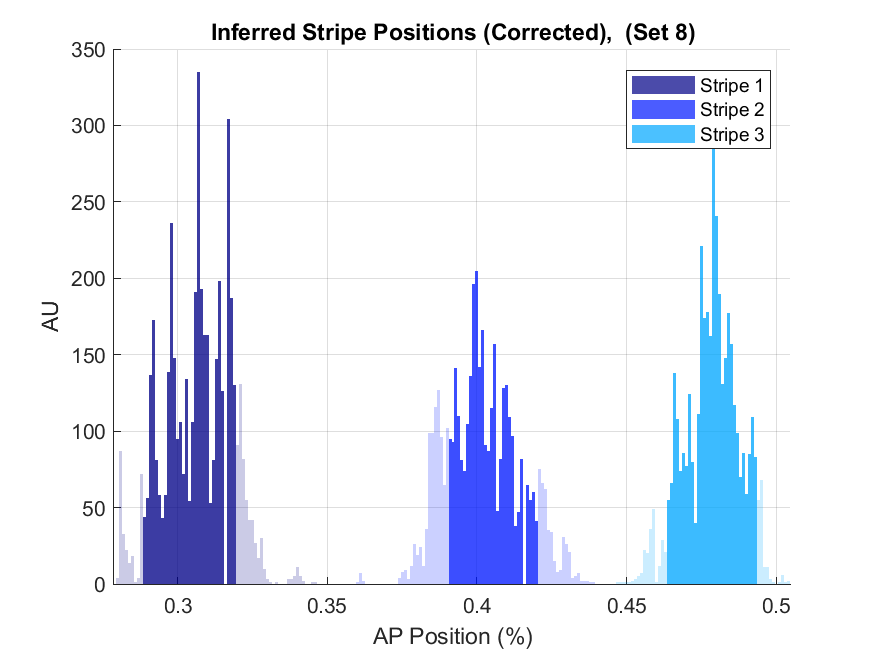 Inferred Stripe Positions (Corrected),  (Set 8)
350
300
250
200
150
100
50
0
AU
Stripe 1
Stripe 2
Stripe 3
0.3
0.35
0.4
0.45
0.5
AP Position (%)